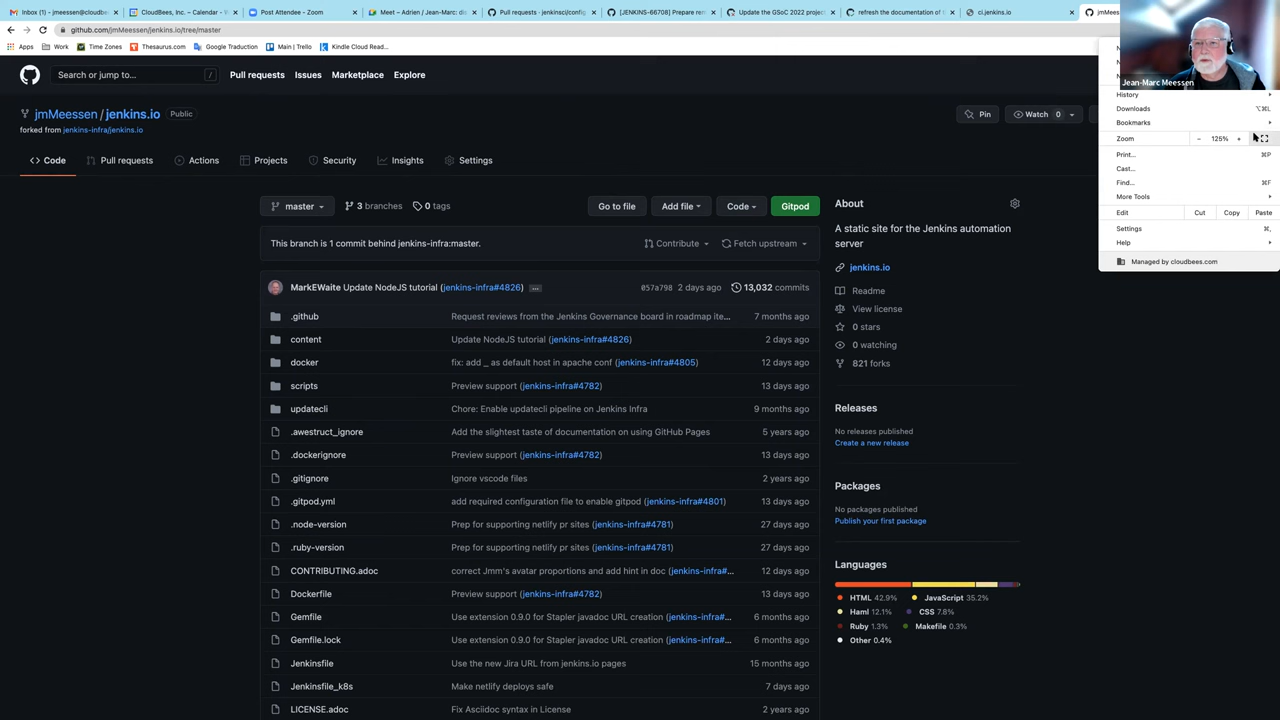 Inbox (1) - jmeessen@cloudbe
CloudBees, Inc. – Calendar - W
Post Attendee - Zoom
Meet – Adrien / Jean-Marc: dis
Pull requests · jenkinsci/config
[JENKINS-66708] Prepare rem
Update the GSoC 2022 projec
refresh the documentation of t
ci.jenkins.io
jmMees
github.com/jmMeessen/jenkins.io/tree/master
Apps
Work
Time Zones
Thesaurus.com
Google Traduction
Main | Trello
Kindle Cloud Read...
Jean-Marc Meessen
Search or jump to...
/
Pull requests
Issues
Marketplace
Explore
History
Downloads
⌥⌘L
Bookmarks
Zoom
−
125%
+
Print...
⌘P
Cast...
Find...
⌘F
More Tools
Edit
Cut
Copy
Paste
Settings
⌘,
Help
Managed by cloudbees.com
jmMeessen / jenkins.io
Public
forked from jenkins-infra/jenkins.io
Pin
Watch 0
<> Code
Pull requests
Actions
Projects
Security
Insights
Settings
master
3 branches
0 tags
Go to file
Add file
Code
Gitpod
This branch is 1 commit behind jenkins-infra:master.
Contribute
Fetch upstream
MarkEWaite Update NodeJS tutorial (jenkins-infra#4826) ...
057a798 2 days ago
13,032 commits
.github
Request reviews from the Jenkins Governance board in roadmap ite...
7 months ago
content
Update NodeJS tutorial (jenkins-infra#4826)
2 days ago
docker
fix: add _ as default host in apache conf (jenkins-infra#4805)
12 days ago
scripts
Preview support (jenkins-infra#4782)
13 days ago
updatecli
Chore: Enable updatecli pipeline on Jenkins Infra
9 months ago
.awestruct_ignore
Add the slightest taste of documentation on using GitHub Pages
5 years ago
.dockerignore
Preview support (jenkins-infra#4782)
13 days ago
.gitignore
Ignore vscode files
2 years ago
.gitpod.yml
add required configuration file to enable gitpod (jenkins-infra#4801)
13 days ago
.node-version
Prep for supporting netlify pr sites (jenkins-infra#4781)
27 days ago
.ruby-version
Prep for supporting netlify pr sites (jenkins-infra#4781)
27 days ago
CONTRIBUTING.adoc
correct Jmm's avatar proportions and add hint in doc (jenkins-infra#...
12 days ago
Dockerfile
Preview support (jenkins-infra#4782)
13 days ago
Gemfile
Use extension 0.9.0 for Stapler javadoc URL creation (jenkins-infra#...
6 months ago
Gemfile.lock
Use extension 0.9.0 for Stapler javadoc URL creation (jenkins-infra#...
6 months ago
Jenkinsfile
Use the new Jira URL from jenkins.io pages
15 months ago
Jenkinsfile_k8s
Make netlify deploys safe
7 days ago
LICENSE.adoc
Fix Asciidoc syntax in License
2 years ago
About
A static site for the Jenkins automation
server
jenkins.io
Readme
View license
0 stars
0 watching
821 forks
Releases
No releases published
Create a new release
Packages
No packages published
Publish your first package
Languages
HTML 42.9%
JavaScript 35.2%
Haml 12.1%
CSS 7.8%
Ruby 1.3%
Makefile 0.3%
Other 0.4%